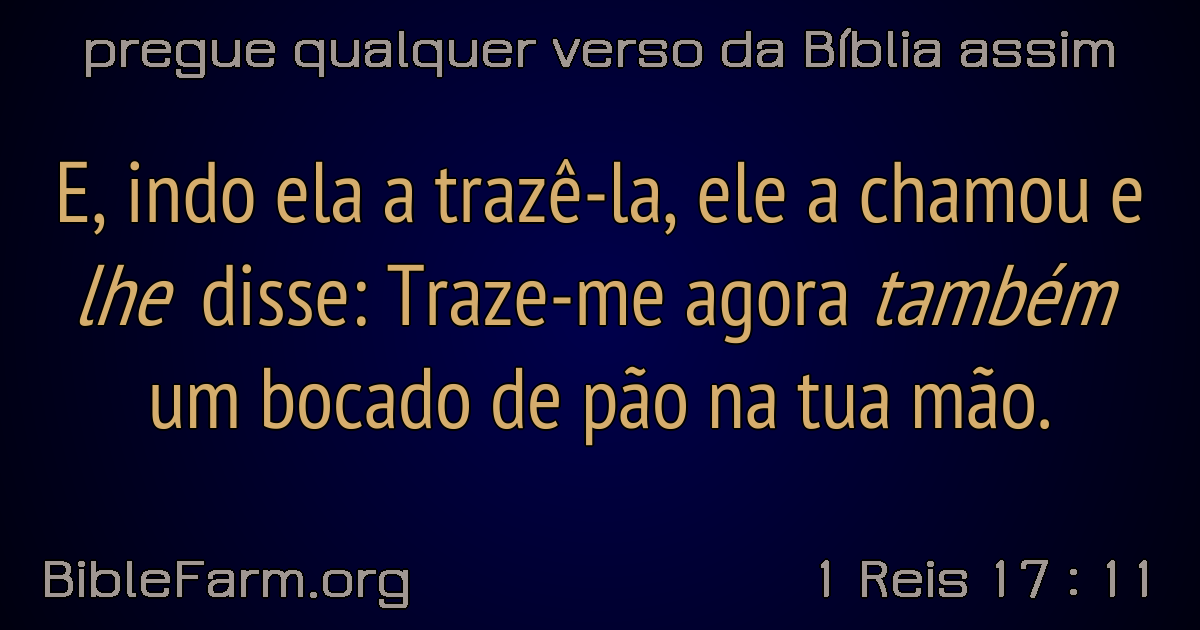 pregue qualquer verso da Bíblia assim
E, indo ela a trazê-la, ele a chamou e
lhe disse: Traze-me agora também
um bocado de pão na tua mão.
BibleFarm.org
1 Reis 17 : 11